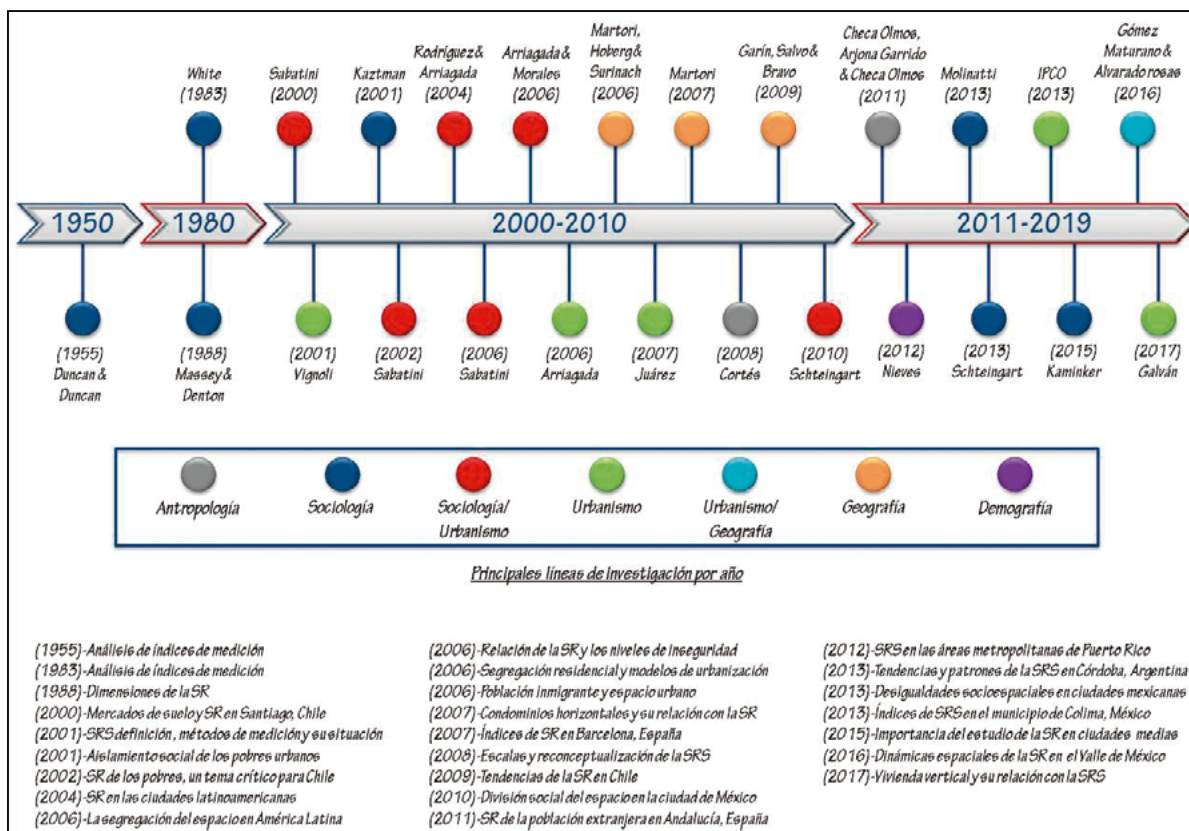 White
(1983)
Sabatini
(2000)
Kaztman
(2001)
Rodríguez &
Arriagada
(2004)
Arriagada &
Morales
(2006)
Martori,
Hoberg &
Surinach
(2006)
Martori
(2007)
Garín, Salvo &
Bravo
(2009)
Checa Olmos,
Arjona Garrido
& Checa Olmos
(2011)
Molinatti
(2013)
IPCO
(2013)
Gómez
Maturano &
Alvarado rosas
(2016)
1950
1980
2000-2010
2011-2019
(1955)
Duncan &
Duncan
(1988)
Massey &
Denton
(2001)
Vignoli
(2002)
Sabatini
(2006)
Sabatini
(2006)
Arriagada
(2007)
Juárez
(2008)
Cortés
(2010)
Schteingart
(2012)
Nieves
(2013)
Schteingart
(2015)
Kaminker
(2017)
Galván
Antropología
Sociología
Sociología/
Urbanismo
Urbanismo
Urbanismo/
Geografía
Geografía
Demografía
Principales líneas de investigación por año
(1955)-Análisis de índices de medición
(1983)-Análisis de índices de medición
(1988)-Dimensiones de la SR
(2000)-Mercados de suelo y SR en Santiago, Chile
(2001)-SRS definición, métodos de medición y su situación
(2001)-Aislamiento social de los pobres urbanos
(2002)-SR de los pobres, un tema crítico para Chile
(2004)-SR en las ciudades latinoamericanas
(2006)-La segregación del espacio en América Latina
(2006)-Relación de la SR y los niveles de inseguridad
(2006)-Segregación residencial y modelos de urbanización
(2006)-Población inmigrante y espacio urbano
(2007)-Condominios horizontales y su relación con la SR
(2007)-Índices de SR en Barcelona, España
(2008)-Escalas y reconceptualización de la SRS
(2009)-Tendencias de la SR en Chile
(2010)-División social del espacio en la ciudad de México
(2011)-SR de la población extranjera en Andalucía, España
(2012)-SRS en las áreas metropolitanas de Puerto Rico
(2013)-Tendencias y patrones de la SRS en Córdoba, Argentina
(2013)-Desigualdades socioespaciales en ciudades mexicanas
(2013)-Índices de SRS en el municipio de Colima, México
(2015)-Importancia del estudio de la SR en ciudades medias
(2016)-Dinámicas espaciales de la SR en el Valle de México
(2017)-Vivienda vertical y su relación con la SRS